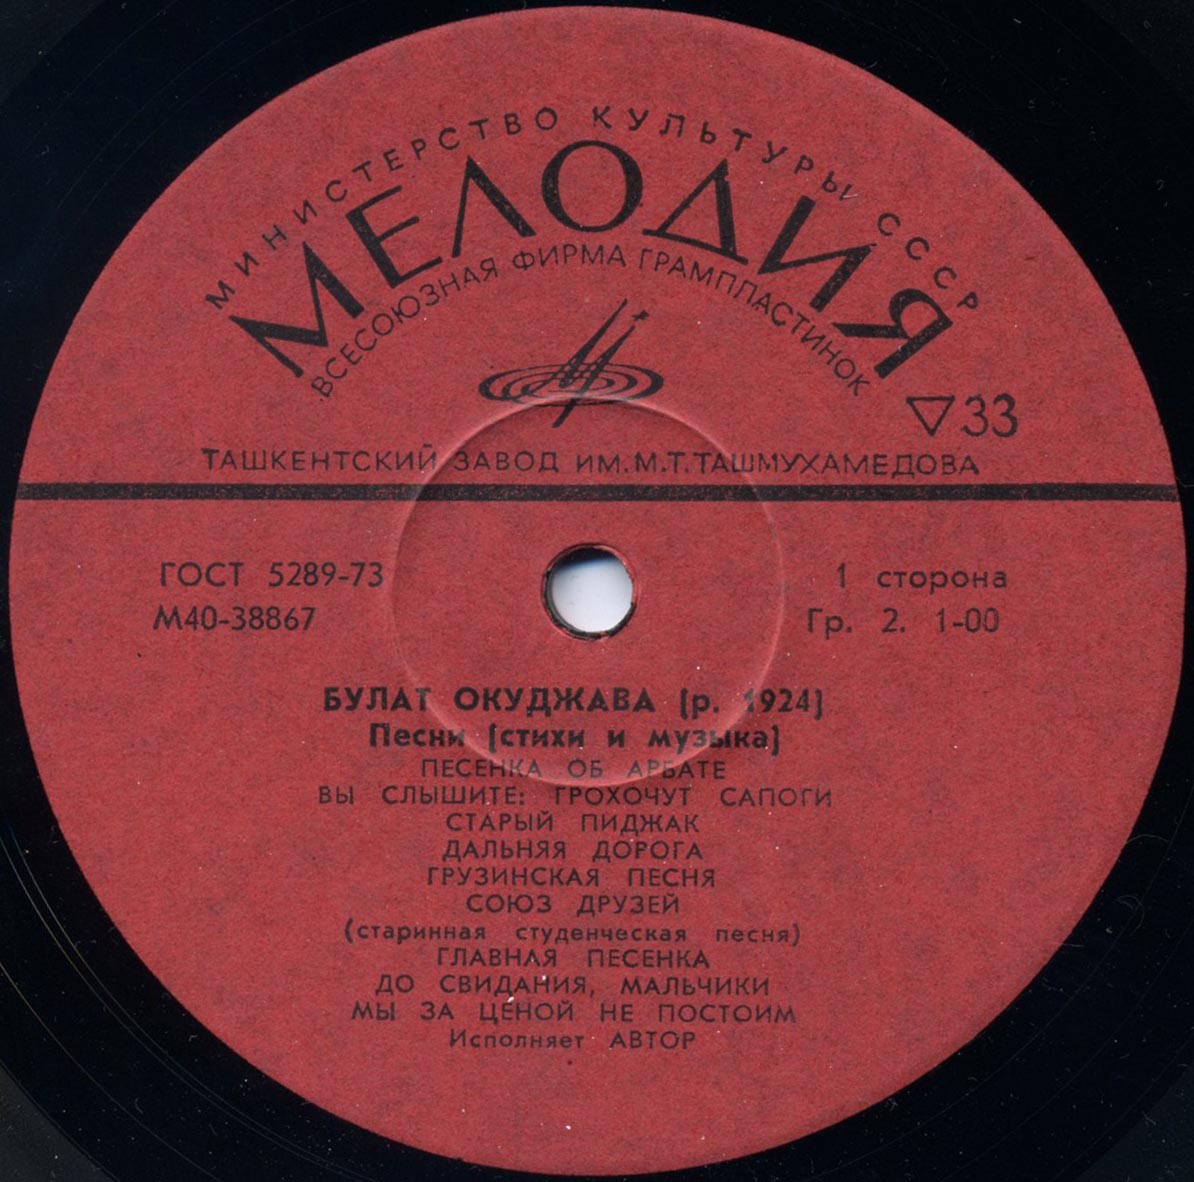 МИНИСТЕРСТВО КУЛЬТУРЫ СССР
МЕЛОДИЯ
ВСЕСОЮЗНАЯ ФИРМА ГРАМПЛАСТИНОК
▽33
ТАШКЕНТСКИЙ ЗАВОД ИМ. М.Т. ТАШМУХАМЕДОВА
ГОСТ 5289-73
1 сторона
М40-38867
Гр. 2. 1-00
БУЛАТ ОКУДЖАВА (р. 1924)
Песни (стихи и музыка)
ПЕСЕНКА ОБ АРБАТЕ
ВЫ СЛЫШИТЕ: ГРОХОЧУТ САПОГИ
СТАРЫЙ ПИДЖАК
ДАЛЬНЯЯ ДОРОГА
ГРУЗИНСКАЯ ПЕСНЯ
СОЮЗ ДРУЗЕЙ
(старинная студенческая песня)
ГЛАВНАЯ ПЕСЕНКА
ДО СВИДАНИЯ, МАЛЬЧИКИ
МЫ ЗА ЦЕНОЙ НЕ ПОСТОИМ
Исполняет АВТОР